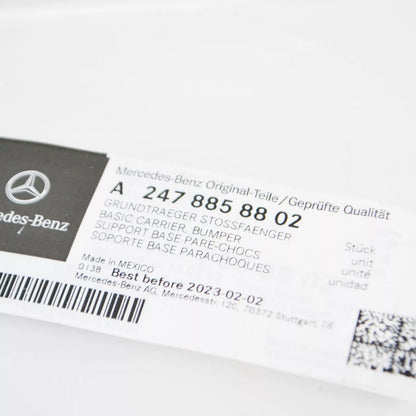 Mercedes-Benz Original-Teile/Geprüfte Qualität
A 247 885 88 02
GRUNDTRAEGER STOSSFAENGER
BASIC CARRIER, BUMPER
SUPPORT BASE PARE-CHOCS
SOPORTE BASE PARACHOQUES
Stück
unit
unité
unidad
edes-Benz
Made in MEXICO
0138 Best before 2023-02-02
Mercedes-Benz AG, Mercedesstr. 120, 70372 Stuttgart, DE